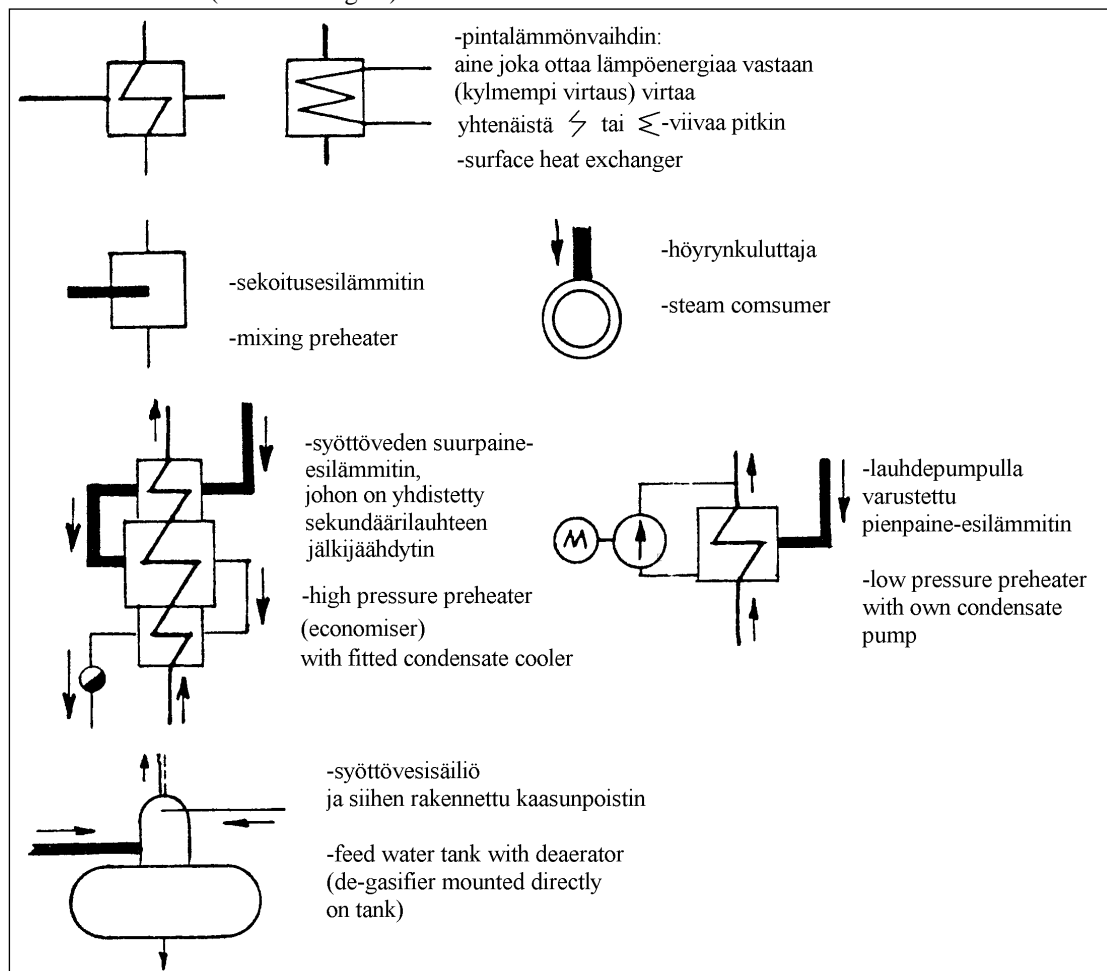 -pintalämmönvaihdin:
aine joka ottaa lämpöenergiaa vastaan
(kylmempi virtaus) virtaa
yhtenäistä tai -viivaa pitkin
-surface heat exchanger
-sekoitusesilämmitin
-mixing preheater
-höyrynkuluttaja
-steam comsumer
-syöttöveden suurpaine-
esilämmitin,
johon on yhdistetty
sekundäärilauhteen
jälkijäähdytin
-high pressure preheater
(economiser)
with fitted condensate cooler
M
-lauhdepumpulla
varustettu
pienpaine-esilämmitin
-low pressure preheater
with own condensate
pump
-syöttövesisäiliö
ja siihen rakennettu kaasunpoistin
-feed water tank with deaerator
(de-gasifier mounted directly
on tank)